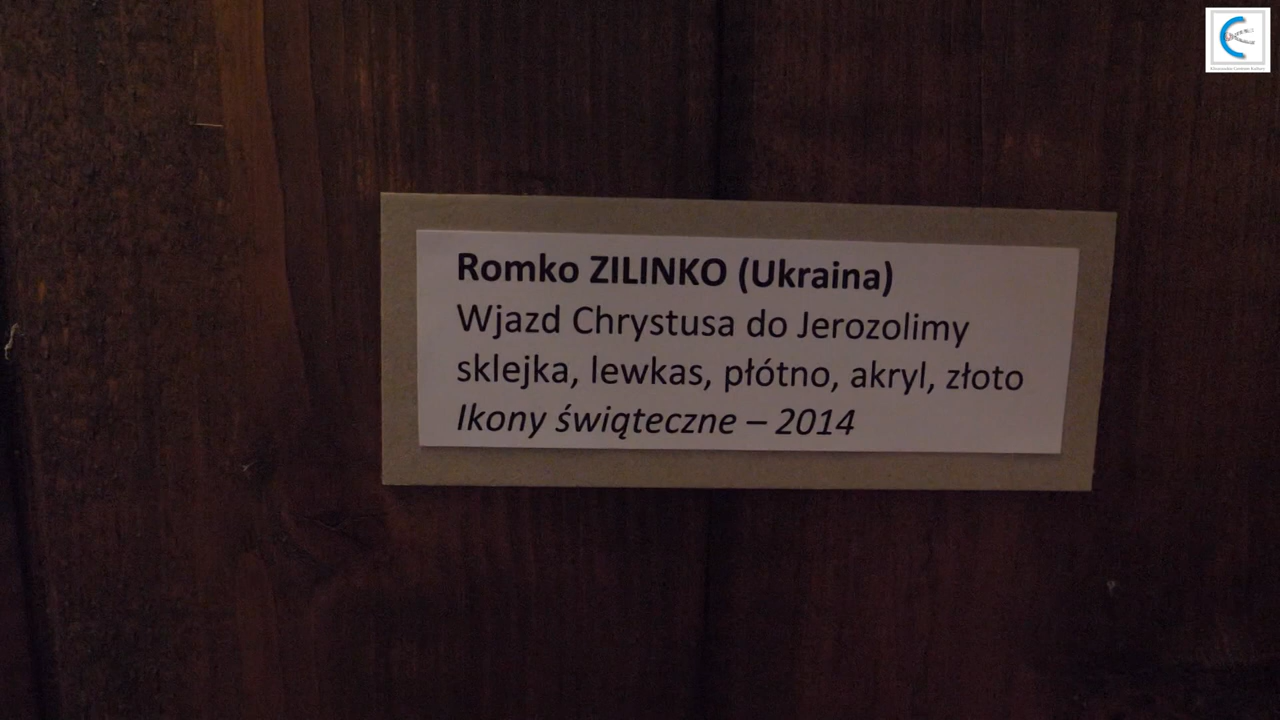 Romko ZILINKO (Ukraina)
Wjazd Chrystusa do Jerozolimy
sklejka, lewkas, płótno, akryl, złoto
Ikony świąteczne – 2014